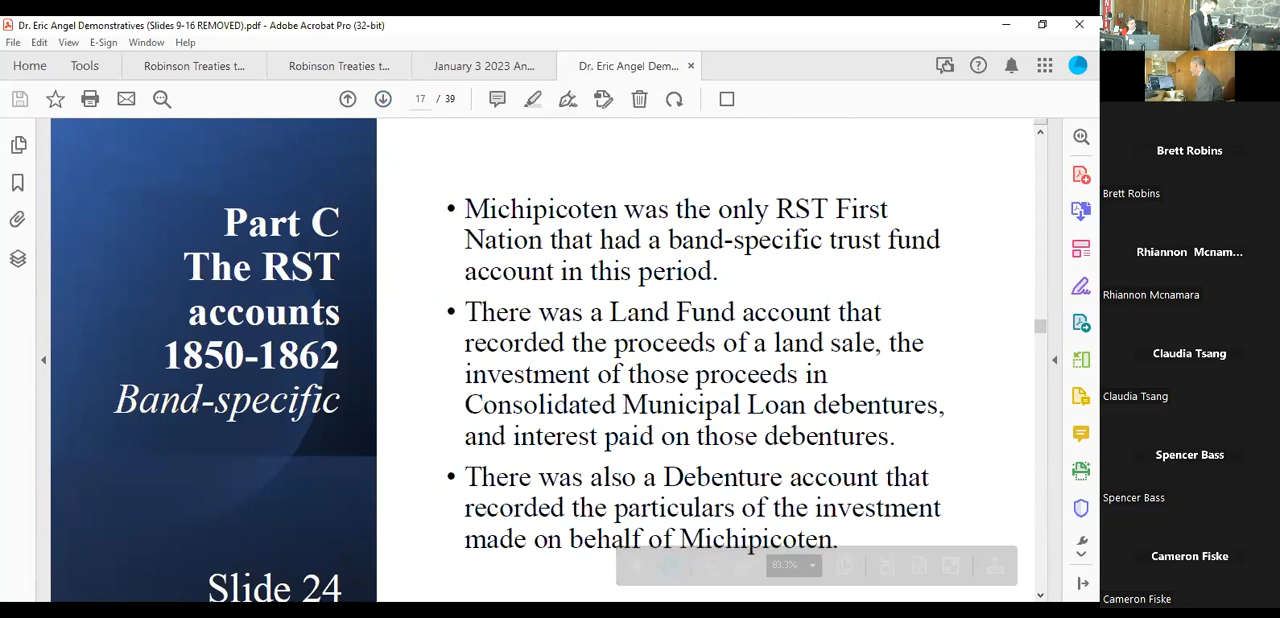 Dr. Eric Angel Demonstratives (Slides 9-16 REMOVED).pdf - Adobe Acrobat Pro (32-bit)
File Edit View E-Sign Window Help
Home Tools Robinson Treaties t... Robinson Treaties t... January 3 2023 An... Dr. Eric Angel Dem... ×
17 / 39
Part C
The RST
accounts
1850-1862
Band-specific
Slide 24
• Michipicoten was the only RST First
Nation that had a band-specific trust fund
account in this period.
• There was a Land Fund account that
recorded the proceeds of a land sale, the
investment of those proceeds in
Consolidated Municipal Loan debentures,
and interest paid on those debentures.
• There was also a Debenture account that
recorded the particulars of the investment
made on behalf of Michipicoten.
83.3%
Brett Robins
Brett Robins
Rhiannon Mcnam...
Rhiannon Mcnamara
Claudia Tsang
Claudia Tsang
Spencer Bass
Spencer Bass
Cameron Fiske
Cameron Fiske